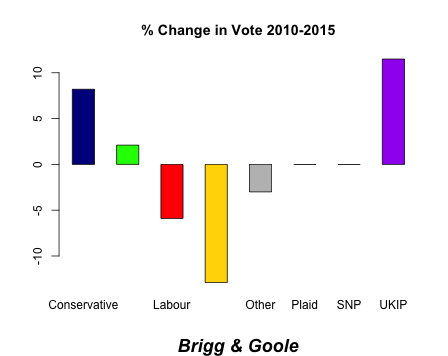 % Change in Vote 2010-2015
10
5
0
-5
-10
Conservative Labour Other Plaid SNP UKIP
Brigg & Goole